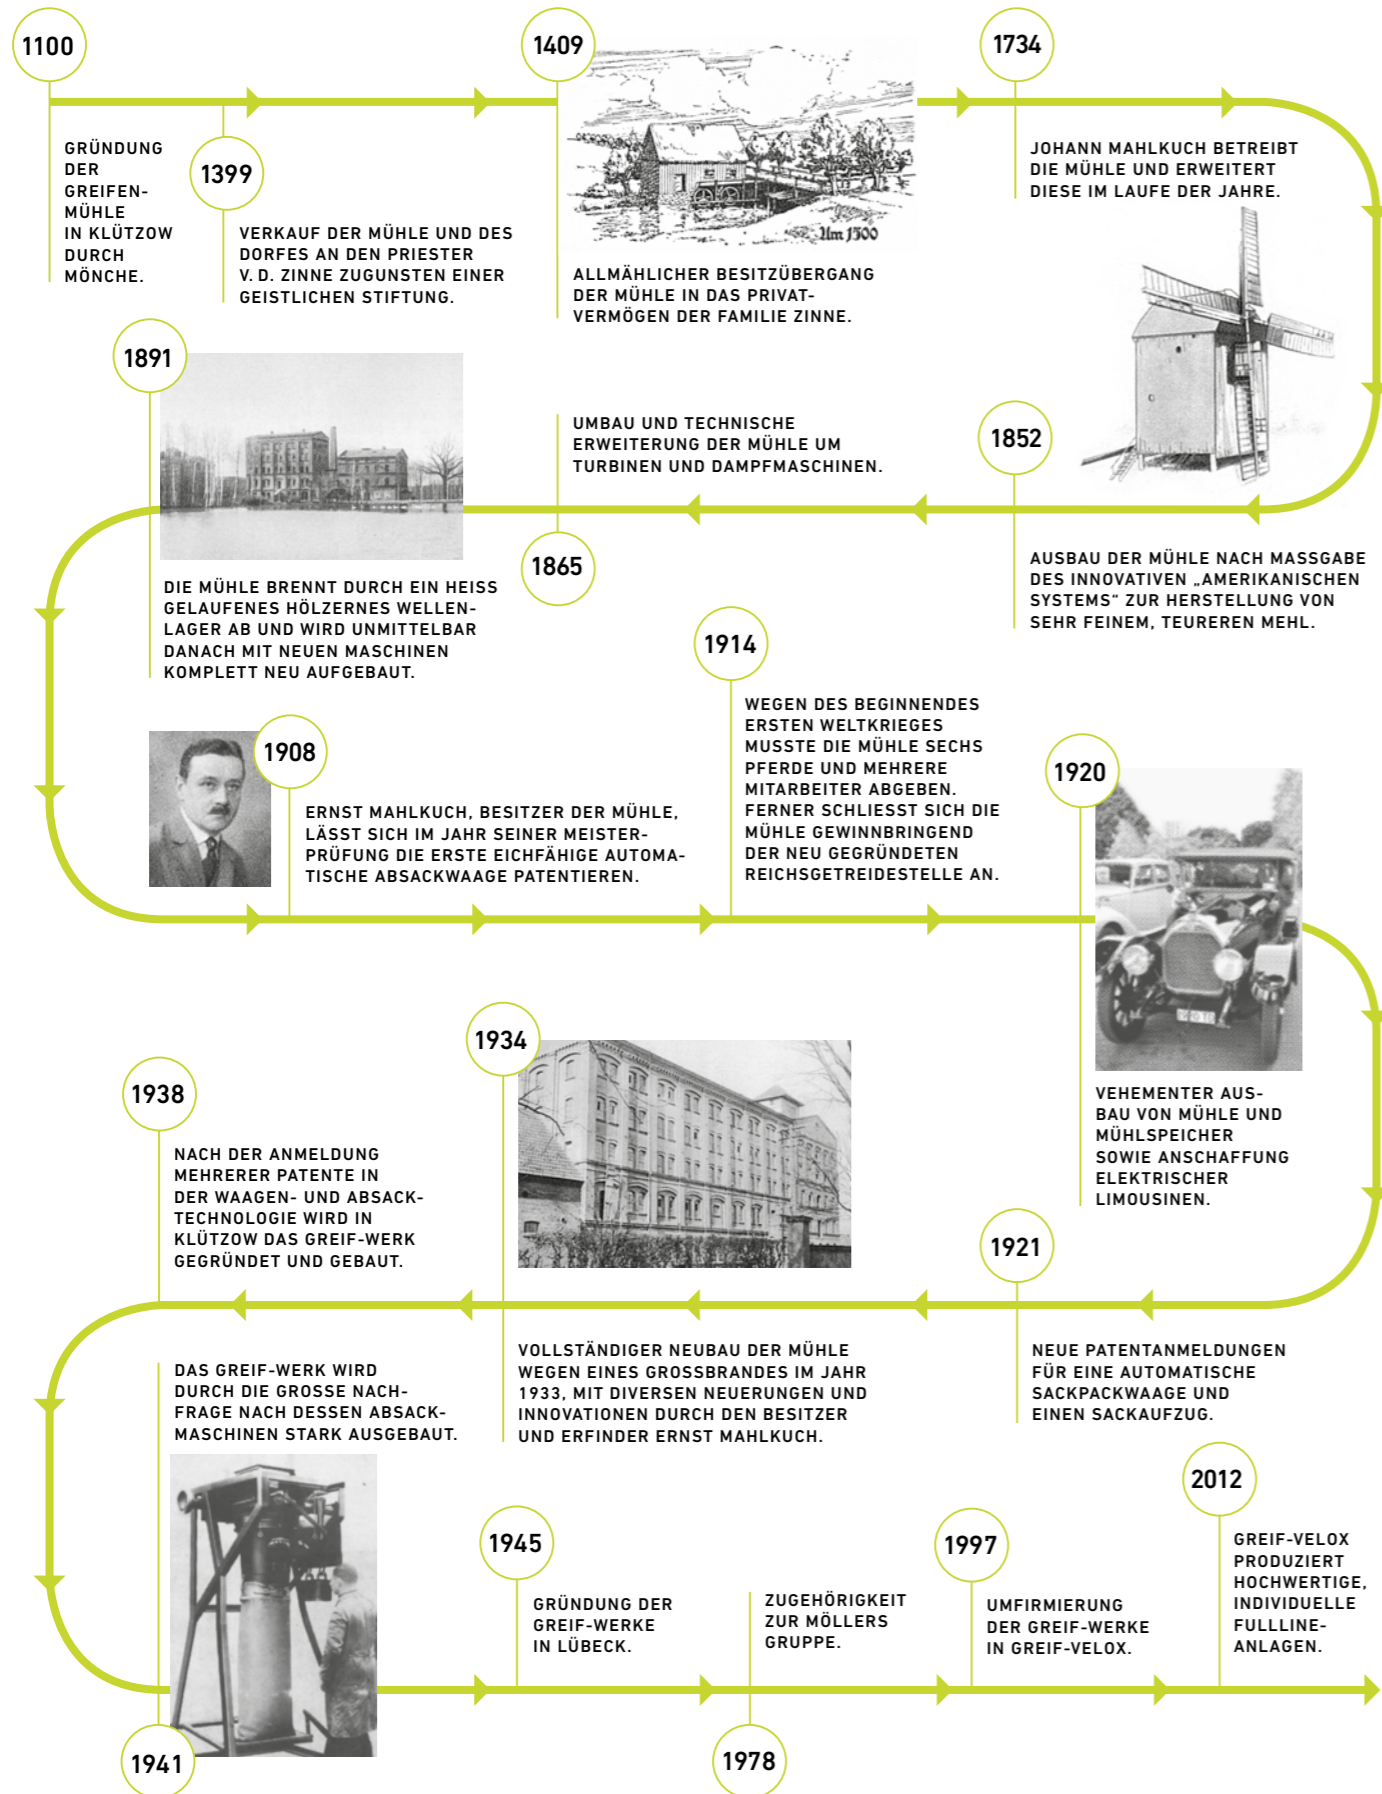 1100
GRÜNDUNG
DER
GREIFEN-
MÜHLE
IN KLÜTZOW
DURCH
MÖNCHE.
1399
VERKAUF DER MÜHLE UND DES
DORFES AN DEN PRIESTER
V. D. ZINNE ZUGUNSTEN EINER
GEISTLICHEN STIFTUNG.
1409
Um 1300
ALLMÄHLICHER BESITZÜBERGANG
DER MÜHLE IN DAS PRIVAT-
VERMÖGEN DER FAMILIE ZINNE.
1734
JOHANN MAHLKUCH BETREIBT
DIE MÜHLE UND ERWEITERT
DIESE IM LAUFE DER JAHRE.
1852
AUSBAU DER MÜHLE NACH MASSGABE
DES INNOVATIVEN „AMERIKANISCHEN
SYSTEMS“ ZUR HERSTELLUNG VON
SEHR FEINEM, TEUREREN MEHL.
UMBAU UND TECHNISCHE
ERWEITERUNG DER MÜHLE UM
TURBINEN UND DAMPFMASCHINEN.
1865
1891
DIE MÜHLE BRENNT DURCH EIN HEISS
GELAUFENES HÖLZERNES WELLEN-
LAGER AB UND WIRD UNMITTELBAR
DANACH MIT NEUEN MASCHINEN
KOMPLETT NEU AUFGEBAUT.
1908
ERNST MAHLKUCH, BESITZER DER MÜHLE,
LÄSST SICH IM JAHR SEINER MEISTER-
PRÜFUNG DIE ERSTE EICHFÄHIGE AUTOMA-
TISCHE ABSACKWAAGE PATENTIEREN.
1914
WEGEN DES BEGINNENDES
ERSTEN WELTKRIEGES
MUSSTE DIE MÜHLE SECHS
PFERDE UND MEHRERE
MITARBEITER ABGEBEN.
FERNER SCHLIESST SICH DIE
MÜHLE GEWINNBRINGEND
DER NEU GEGRÜNDETEN
REICHSGETREIDESTELLE AN.
1920
VEHEMENTER AUS-
BAU VON MÜHLE UND
MÜHLSPEICHER
SOWIE ANSCHAFFUNG
ELEKTRISCHER
LIMOUSINEN.
1921
NEUE PATENTANMELDUNGEN
FÜR EINE AUTOMATISCHE
SACKPACKWAAGE UND
EINEN SACKAUFZUG.
1934
VOLLSTÄNDIGER NEUBAU DER MÜHLE
WEGEN EINES GROSSBRANDES IM JAHR
1933, MIT DIVERSEN NEUERUNGEN UND
INNOVATIONEN DURCH DEN BESITZER
UND ERFINDER ERNST MAHLKUCH.
1938
NACH DER ANMELDUNG
MEHRERER PATENTE IN
DER WAAGEN- UND ABSACK-
TECHNOLOGIE WIRD IN
KLÜTZOW DAS GREIF-WERK
GEGRÜNDET UND GEBAUT.
DAS GREIF-WERK WIRD
DURCH DIE GROSSE NACH-
FRAGE NACH DESSEN ABSACK-
MASCHINEN STARK AUSGEBAUT.
1941
1945
GRÜNDUNG DER
GREIF-WERKE
IN LÜBECK.
ZUGEHÖRIGKEIT
ZUR MÖLLERS
GRUPPE.
1978
1997
UMFIRMIERUNG
DER GREIF-WERKE
IN GREIF-VELOX.
2012
GREIF-VELOX
PRODUZIERT
HOCHWERTIGE,
INDIVIDUELLE
FULLLINE-
ANLAGEN.